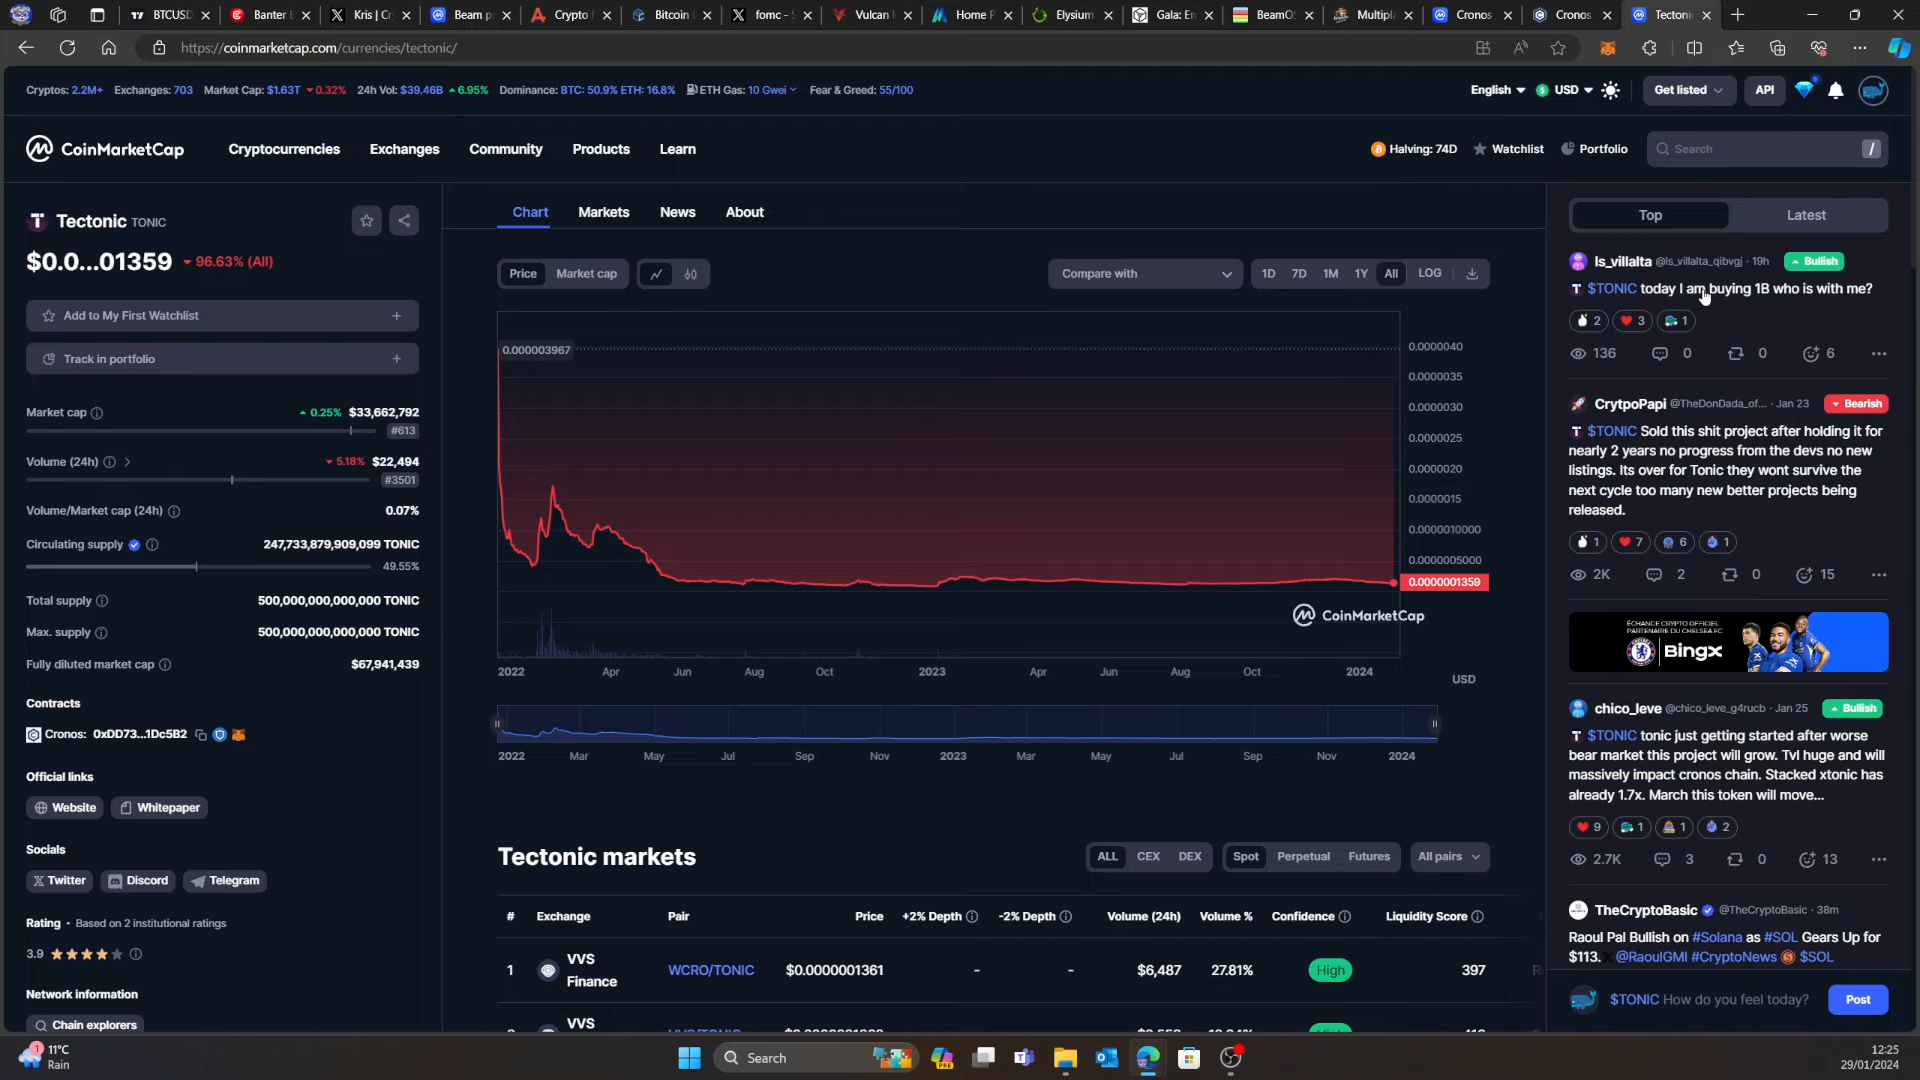 BTCUSD
Banter B
Kris | Cr
Beam p
Crypto F
Bitcoin
fomc - S
Vulcan
Home P
Elysium
Gala: En
BeamO
Multipl
Cronos
Cronos
Tectoni
https://coinmarketcap.com/currencies/tectonic/
Cryptos: 2.2M+ Exchanges: 703 Market Cap: $1.63T 0.32% 24h Vol: $39.46B 6.95% Dominance: BTC: 50.9% ETH: 16.8% ETH Gas: 10 Gwei Fear & Greed: 55/100
English USD Get listed API
CoinMarketCap Cryptocurrencies Exchanges Community Products Learn
Halving: 74D Watchlist Portfolio Search /
Tectonic TONIC
$0.0...01359 96.63% (All)
Add to My First Watchlist +
Track in portfolio +
Market cap 0.25% $33,662,792
#613
Volume (24h) > 5.18% $22,494
#3501
Volume/Market cap (24h) 0.07%
Circulating supply 247,733,879,909,099 TONIC
49.55%
Total supply 500,000,000,000,000 TONIC
Max. supply 500,000,000,000,000 TONIC
Fully diluted market cap $67,941,439
Contracts
Cronos: 0xDD73...1Dc5B2
Official links
Website Whitepaper
Socials
Twitter Discord Telegram
Rating · Based on 2 institutional ratings
3.9
Network information
Chain explorers
Chart Markets News About
Price Market cap
Compare with 1D 7D 1M 1Y All LOG
0.000003967
0.0000040
0.0000035
0.0000030
0.0000025
0.0000020
0.0000015
0.0000010000
0.0000005000
0.0000001359
CoinMarketCap
2022 Apr Jun Aug Oct 2023 Apr Jun Aug Oct 2024
USD
2022 Mar May Jul Sep Nov 2023 Mar May Jul Sep Nov 2024
Tectonic markets
ALL CEX DEX Spot Perpetual Futures All pairs
# Exchange Pair Price +2% Depth -2% Depth Volume (24h) Volume % Confidence Liquidity Score
1 VVS Finance WCRO/TONIC $0.0000001361 - - $6,487 27.81% High 397
VVS
Top Latest
ls_villalta @ls_villalta_qibvgj · 19h Bullish
$TONIC today I am buying 1B who is with me?
2 3 1
136 0 0 6
CrytpoPapi @TheDonDada_of... · Jan 23 Bearish
$TONIC Sold this shit project after holding it for
nearly 2 years no progress from the devs no new
listings. Its over for Tonic they wont survive the
next cycle too many new better projects being
released.
1 7 6 1
2K 2 0 15
ÉCHANGE CRYPTO OFFICIEL
PARTENAIRE DU CHELSEA FC
BingX
chico_leve @chico_leve_g4rucb · Jan 25 Bullish
$TONIC tonic just getting started after worse
bear market this project will grow. Tvl huge and will
massively impact cronos chain. Stacked xtonic has
already 1.7x. March this token will move...
9 1 1 2
2.7K 3 0 13
TheCryptoBasic @TheCryptoBasic · 38m
Raoul Pal Bullish on #Solana as #SOL Gears Up for
$113. @RaoulGMI #CryptoNews $SOL
$TONIC How do you feel today? Post
1
11°C
Rain
Search
PRE
12:25
29/01/2024